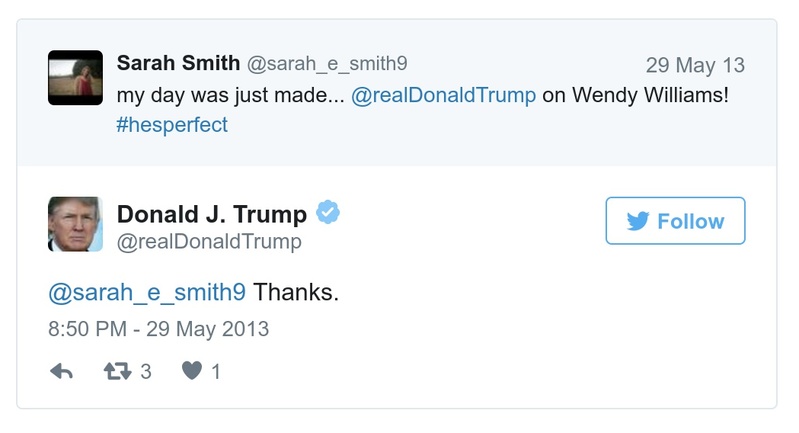 Sarah Smith @sarah_e_smith9 29 May 13
my day was just made... @realDonaldTrump on Wendy Williams!
#hesperfect
Donald J. Trump
@realDonaldTrump
Follow
@sarah_e_smith9 Thanks.
8:50 PM - 29 May 2013
3 1